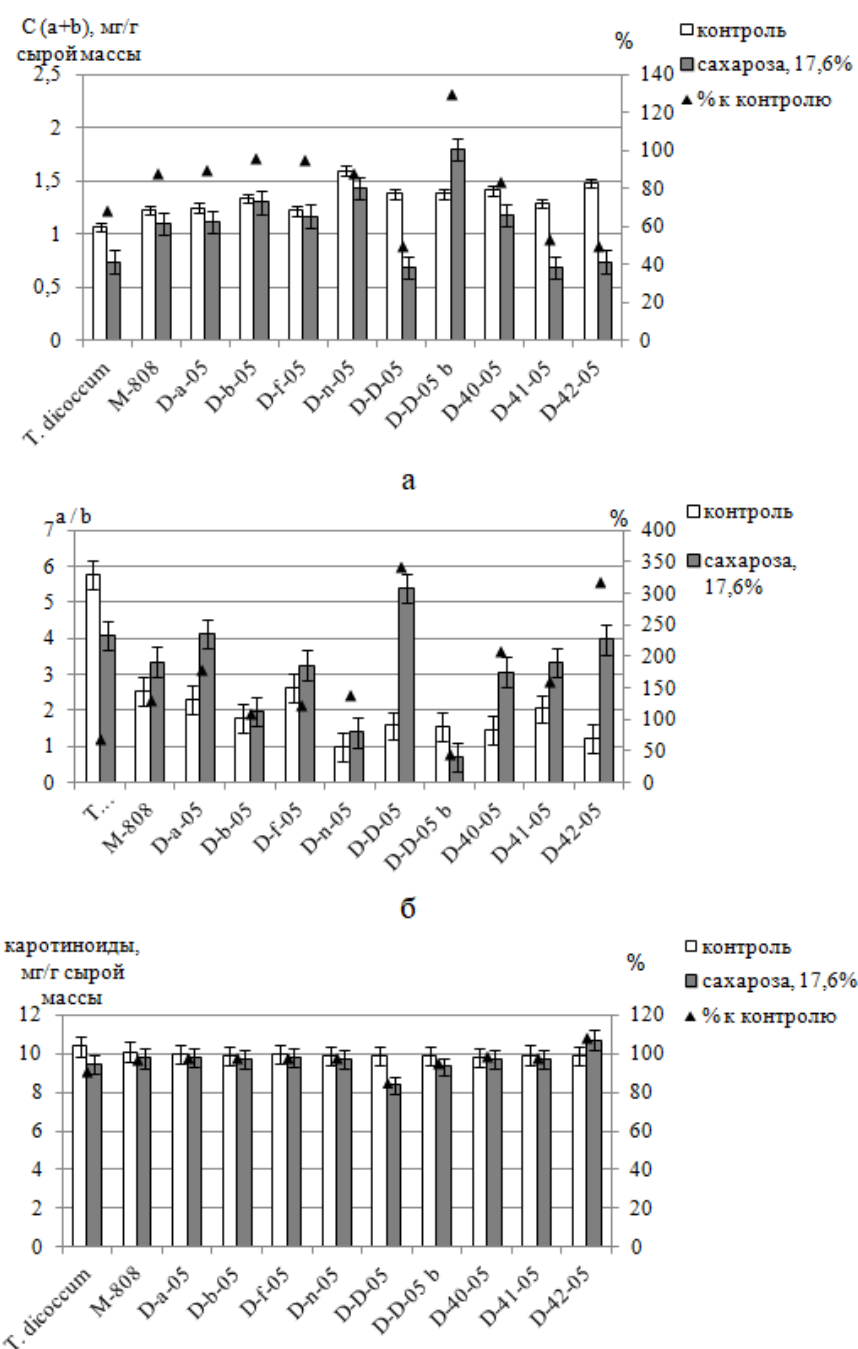 C (a+b), мг/г
сырой массы
%
контроль
сахароза, 17,6%
% к контролю
2,5
2
1,5
1
0,5
0
140
120
100
80
60
40
20
0
T. dicoccum
M-808
D-a-05
D-b-05
D-f-05
D-n-05
D-D-05
D-D-05 b
D-40-05
D-41-05
D-42-05
а
a / b
%
контроль
сахароза,
17,6%
7
6
5
4
3
2
1
0
400
350
300
250
200
150
100
50
0
T...
M-808
D-a-05
D-b-05
D-f-05
D-n-05
D-D-05
D-D-05 b
D-40-05
D-41-05
D-42-05
б
каротиноиды,
мг/г сырой
массы
%
контроль
сахароза, 17,6%
% к контролю
12
10
8
6
4
2
0
120
100
80
60
40
20
0
T. dicoccum
M-808
D-a-05
D-b-05
D-f-05
D-n-05
D-D-05
D-D-05 b
D-40-05
D-41-05
D-42-05